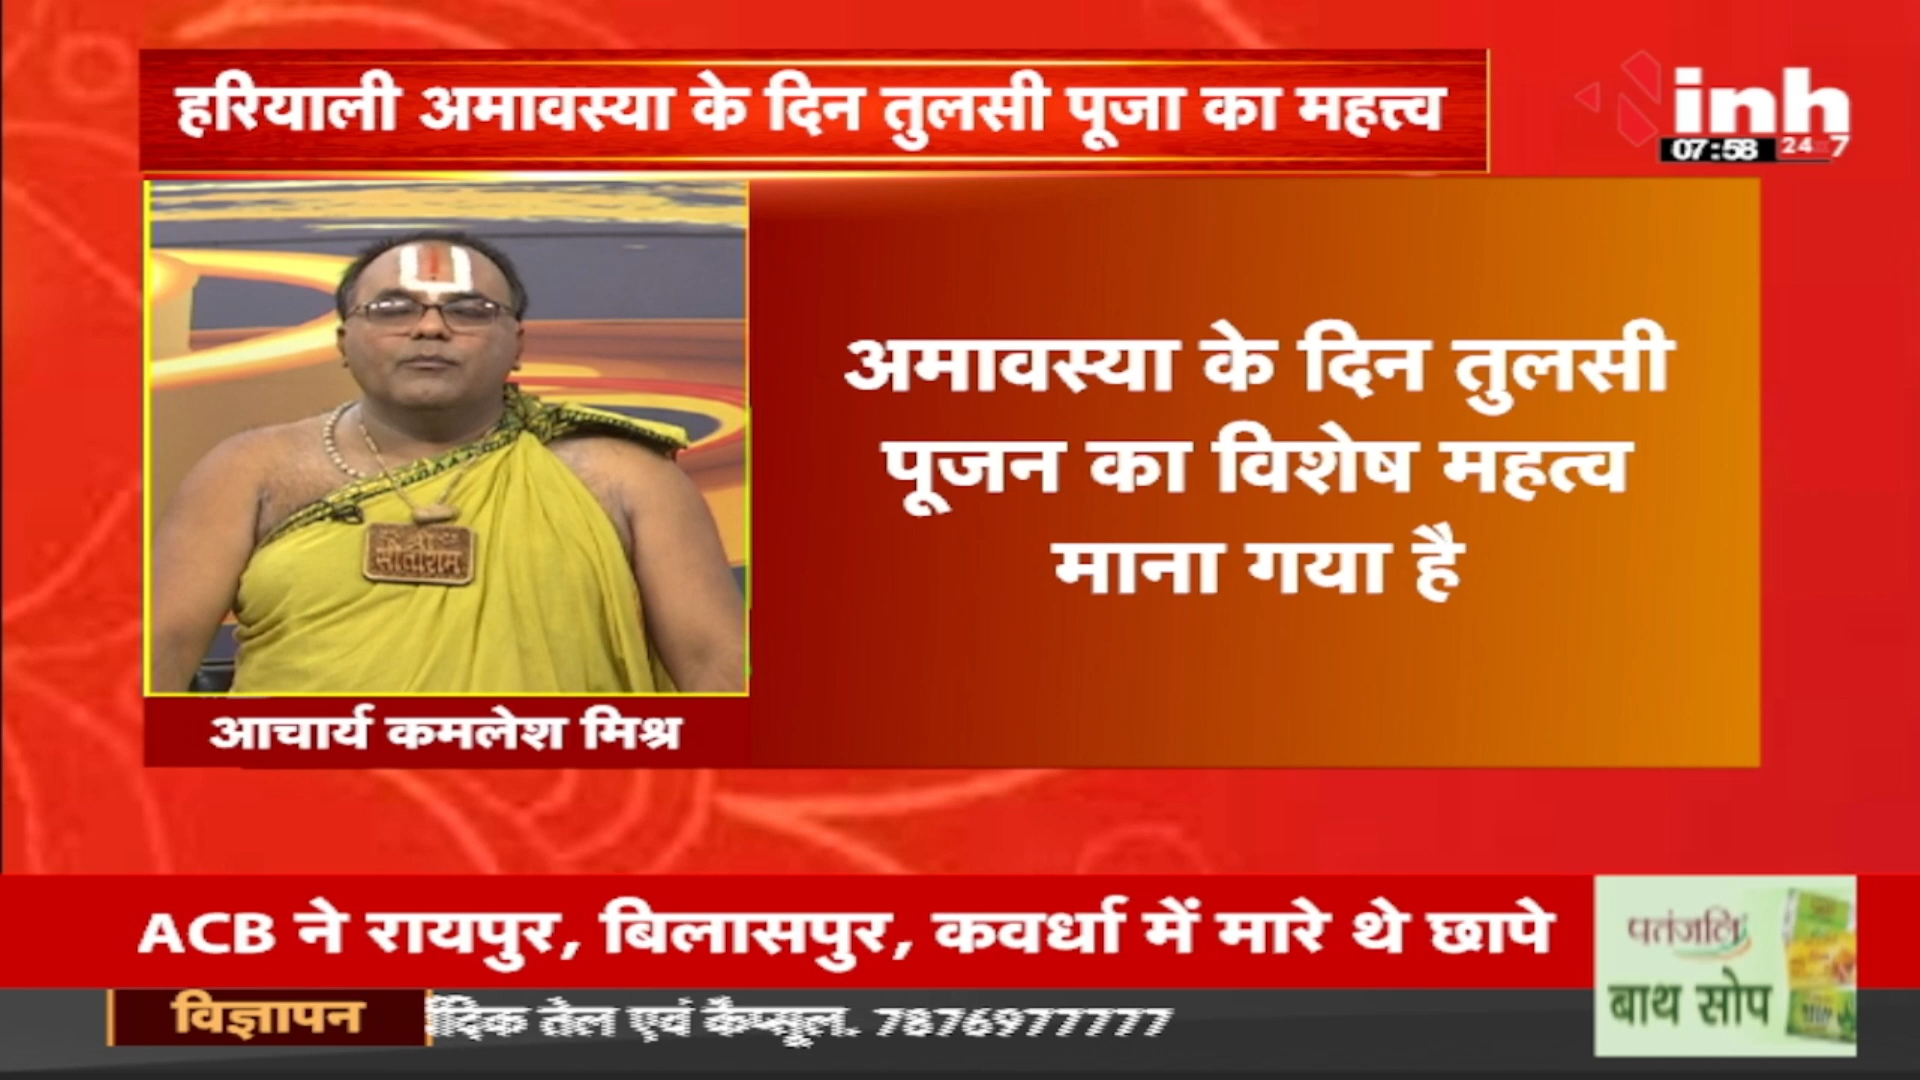 हरियाली अमावस्या के दिन तुलसी पूजा का महत्त्व
inh
07:58 24 7
अमावस्या के दिन तुलसी
पूजन का विशेष महत्व
माना गया है
श्री
सीताराम
आचार्य कमलेश मिश्र
ACB ने रायपुर, बिलासपुर, कवर्धा में मारे थे छापे
पतंजलि
बाथ सोप
विज्ञापन
तेल एवं कैप्सूल. 7876977777